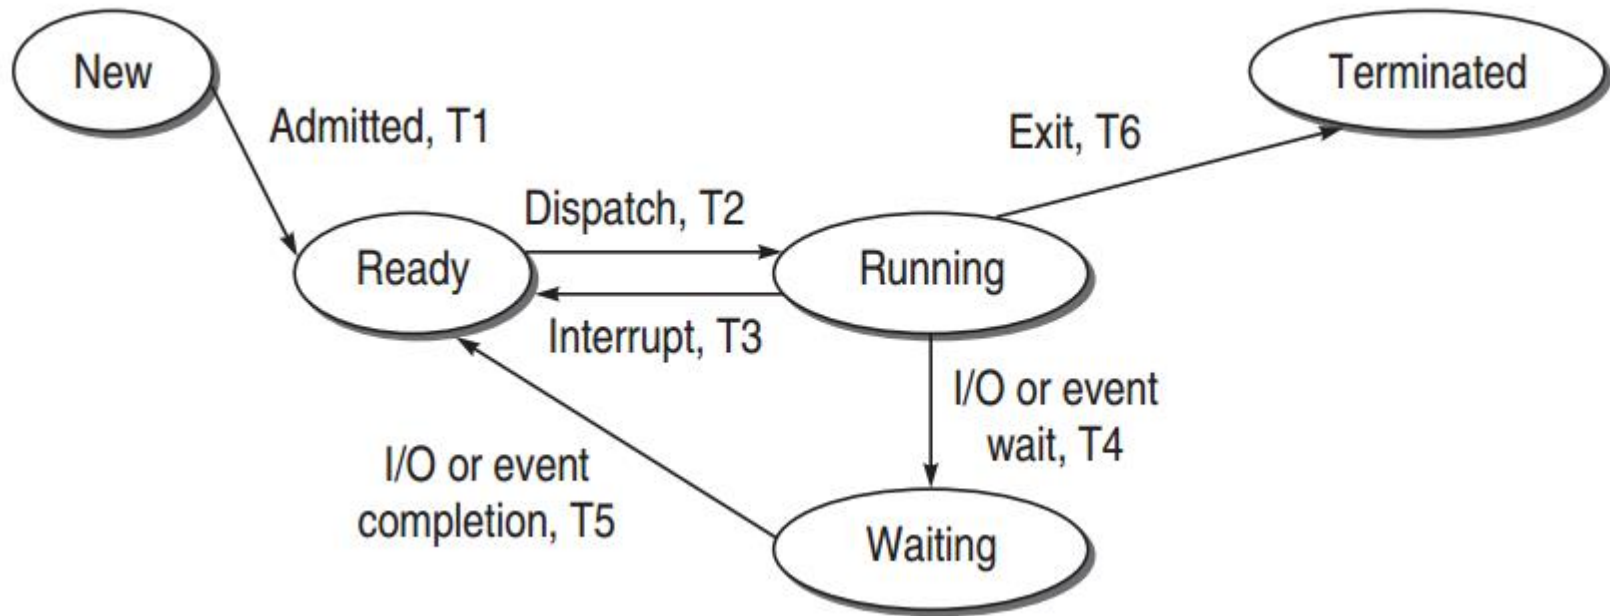 New
Terminated
Admitted, T1
Exit, T6
Dispatch, T2
Ready
Running
Interrupt, T3
I/O or event
wait, T4
I/O or event
completion, T5
Waiting